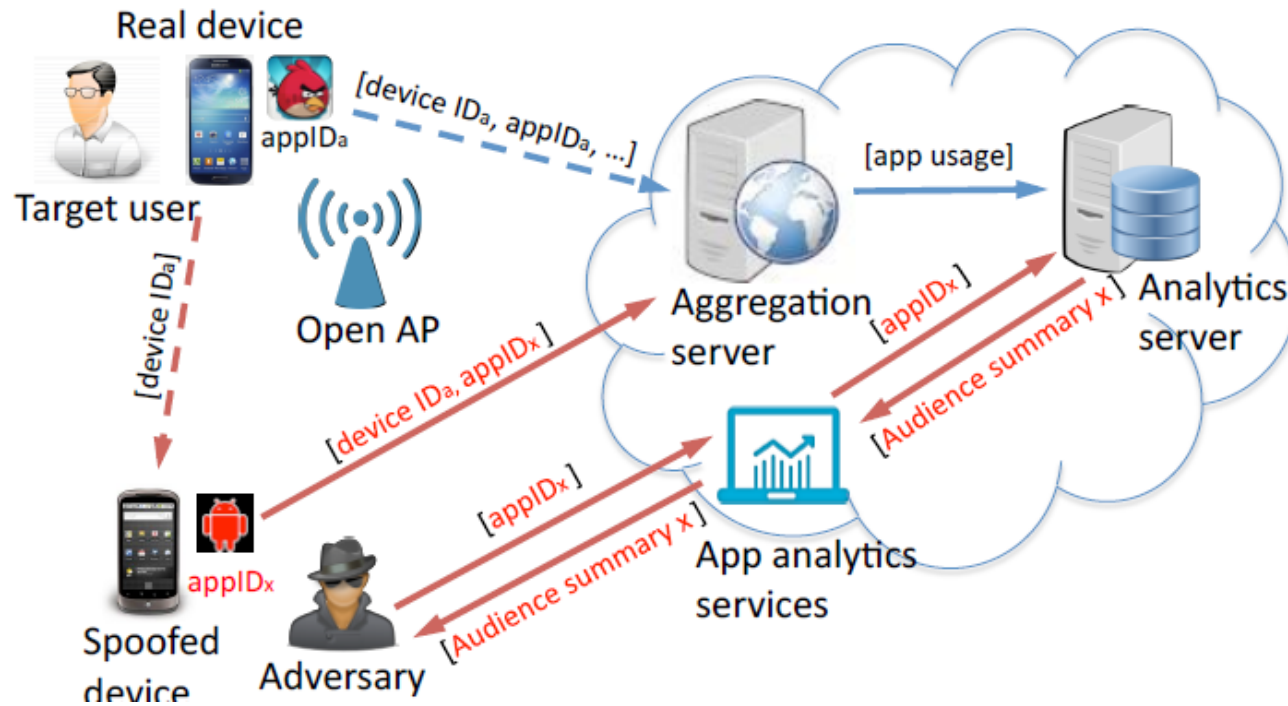 Real device
appIDa
[device IDa, appIDa, ...]
[app usage]
Target user
[device IDa]
Open AP
Aggregation
server
Analytics
server
[appIDx]
[Audience summary x]
[device IDa, appIDx]
[appIDx]
[Audience summary x]
App analytics
services
appIDx
Spoofed
device
Adversary